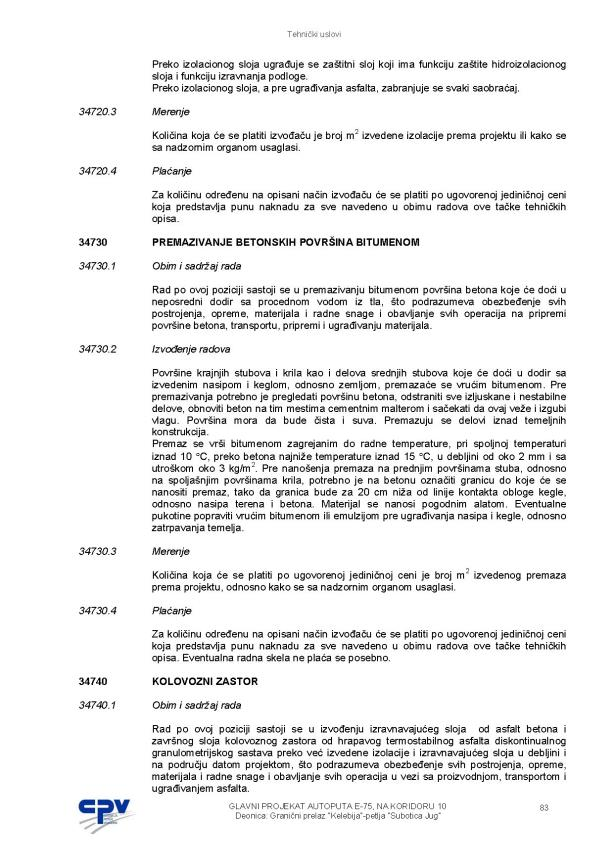 Tehnički uslovi
Preko izolacionog sloja ugrađuje se zaštitni sloj koji ima funkciju zaštite hidroizolacionog
sloja i funkciju izravnanja podloge.
Preko izolacionog sloja, a pre ugrađivanja asfalta, zabranjuje se svaki saobraćaj.
34720.3 Merenje
Količina koja će se platiti izvođaču je broj m2 izvedene izolacije prema projektu ili kako se
sa nadzornim organom usaglasi.
34720.4 Plaćanje
Za količinu određenu na opisani način izvođaču će se platiti po ugovorenoj jediničnoj ceni
koja predstavlja punu naknadu za sve navedeno u obimu radova ove tačke tehničkih
opisa.
34730 PREMAZIVANJE BETONSKIH POVRŠINA BITUMENOM
34730.1 Obim i sadržaj rada
Rad po ovoj poziciji sastoji se u premazivanju bitumenom površina betona koje će doći u
neposredni dodir sa procednom vodom iz tla, što podrazumeva obezbeđenje svih
postrojenja, opreme, materijala i radne snage i obavljanje svih operacija na pripremi
površine betona, transportu, pripremi i ugrađivanju materijala.
34730.2 Izvođenje radova
Površine krajnjih stubova i krila kao i delova srednjih stubova koje će doći u dodir sa
izvedenim nasipom i keglom, odnosno zemljom, premazaće se vrućim bitumenom. Pre
premazivanja potrebno je pregledati površinu betona, odstraniti sve izljuskane i nestabilne
delove, obnoviti beton na tim mestima cementnim malterom i sačekati da ovaj veže i izgubi
vlagu. Površina mora da bude čista i suva. Premazuju se delovi iznad temeljnih
konstrukcija.
Premaz se vrši bitumenom zagrejanim do radne temperature, pri spoljnoj temperaturi
iznad 10 °C, preko betona najniže temperature iznad 15 °C, u debljini od oko 2 mm i sa
utroškom oko 3 kg/m2. Pre nanošenja premaza na prednjim površinama stuba, odnosno
na spoljašnjim površinama krila, potrebno je na betonu označiti granicu do koje će se
nanositi premaz, tako da granica bude za 20 cm niža od linije kontakta obloge kegle,
odnosno nasipa terena i betona. Materijal se nanosi pogodnim alatom. Eventualne
pukotine popraviti vrućim bitumenom ili emulzijom pre ugrađivanja nasipa i kegle, odnosno
zatrpavanja temelja.
34730.3 Merenje
Količina koja će se platiti po ugovorenoj jediničnoj ceni je broj m2 izvedenog premaza
prema projektu, odnosno kako se sa nadzornim organom usaglasi.
34730.4 Plaćanje
Za količinu određenu na opisani način izvođaču će se platiti po ugovorenoj jediničnoj ceni
koja predstavlja punu naknadu za sve navedeno u obimu radova ove tačke tehničkih
opisa. Eventualna radna skela ne plaća se posebno.
34740 KOLOVOZNI ZASTOR
34740.1 Obim i sadržaj rada
Rad po ovoj poziciji sastoji se u izvođenju izravnavajućeg sloja od asfalt betona i
završnog sloja kolovoznog zastora od hrapavog termostabilnog asfalta diskontinualnog
granulometrijskog sastava preko već izvedene izolacije i izravnavajućeg sloja u debljini i
na području datom projektom, što podrazumeva obezbeđenje svih postrojenja, opreme,
materijala i radne snage i obavljanje svih operacija u vezi sa proizvodnjom, transportom i
ugrađivanjem asfalta.
CPV
GLAVNI PROJEKAT AUTOPUTA E-75, NA KORIDORU 10
Deonica: Granični prelaz "Kelebija"-petlja "Subotica Jug"
83